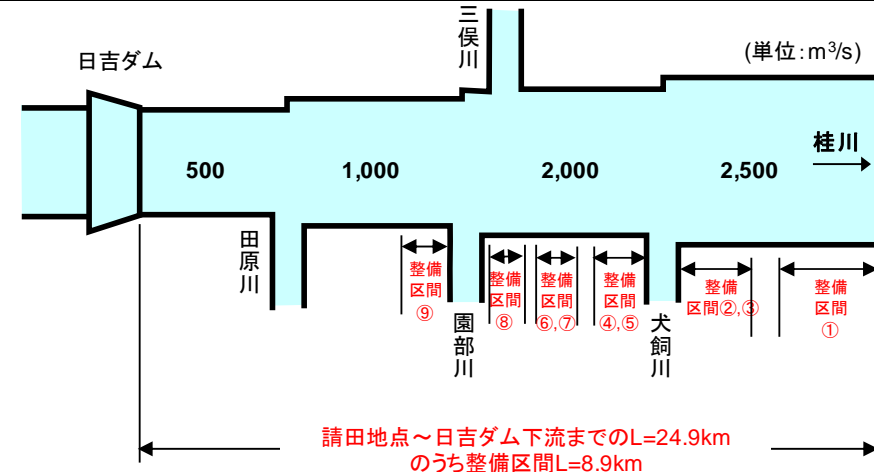 三俣川
日吉ダム
(単位：m³/s)
500
1,000
2,000
2,500
桂川
田原川
園部川
犬飼川
整備
区間
⑨
整備
区間
⑧
整備
区間
⑥,⑦
整備
区間
④,⑤
整備
区間②,③
整備
区間
①
請田地点～日吉ダム下流までのL=24.9km
のうち整備区間L=8.9km